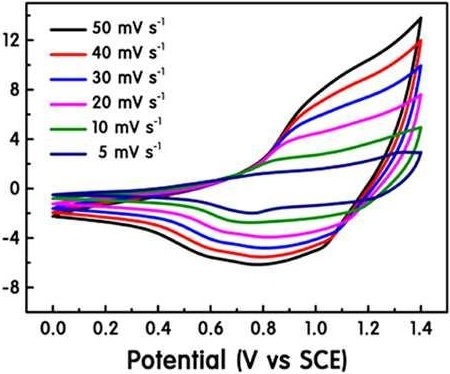 50 mV s⁻¹
40 mV s⁻¹
30 mV s⁻¹
20 mV s⁻¹
10 mV s⁻¹
5 mV s⁻¹
12
8
4
0
-4
-8
0.0 0.2 0.4 0.6 0.8 1.0 1.2 1.4
Potential (V vs SCE)